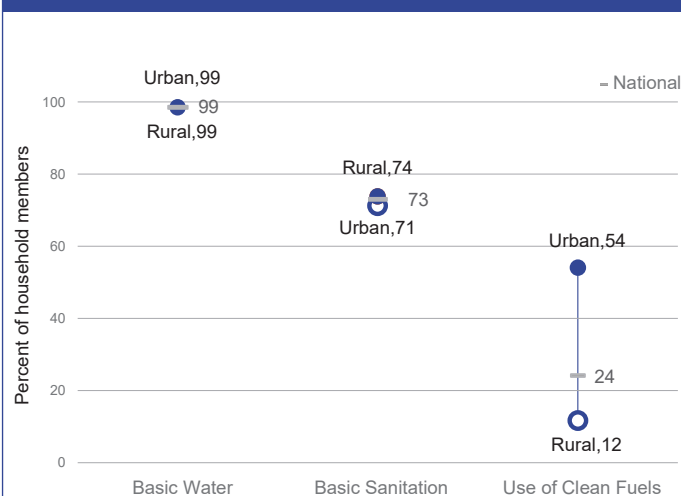 Urban,99
– National
100
99
Rural,99
Rural,74
80
73
Urban,71
Urban,54
60
40
24
20
Rural,12
0
Percent of household members
Basic Water
Basic Sanitation
Use of Clean Fuels